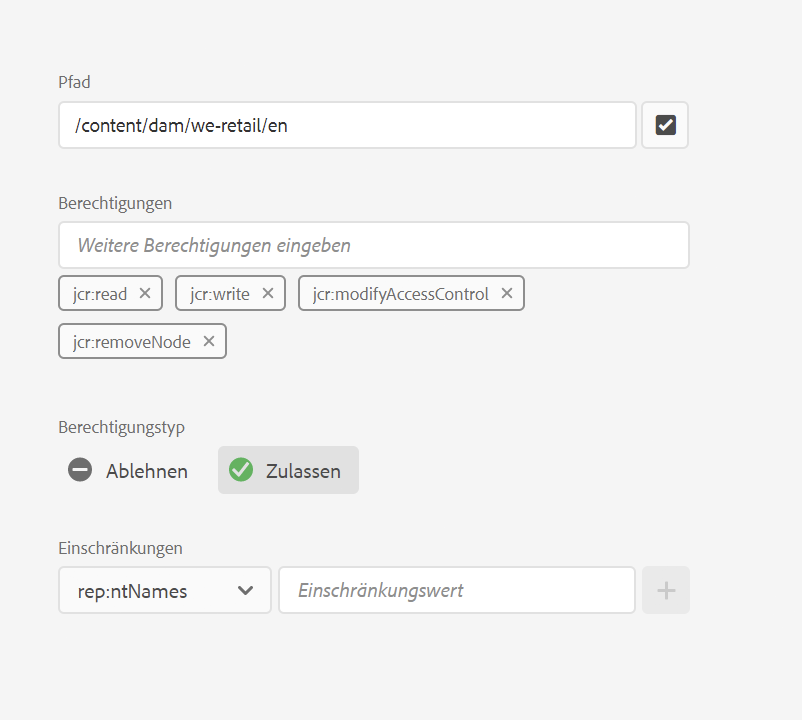 Pfad
/content/dam/we-retail/en
Berechtigungen
Weitere Berechtigungen eingeben
jcr:read jcr:write jcr:modifyAccessControl
jcr:removeNode
Berechtigungstyp
Ablehnen Zulassen
Einschränkungen
rep:ntNames Einschränkungswert